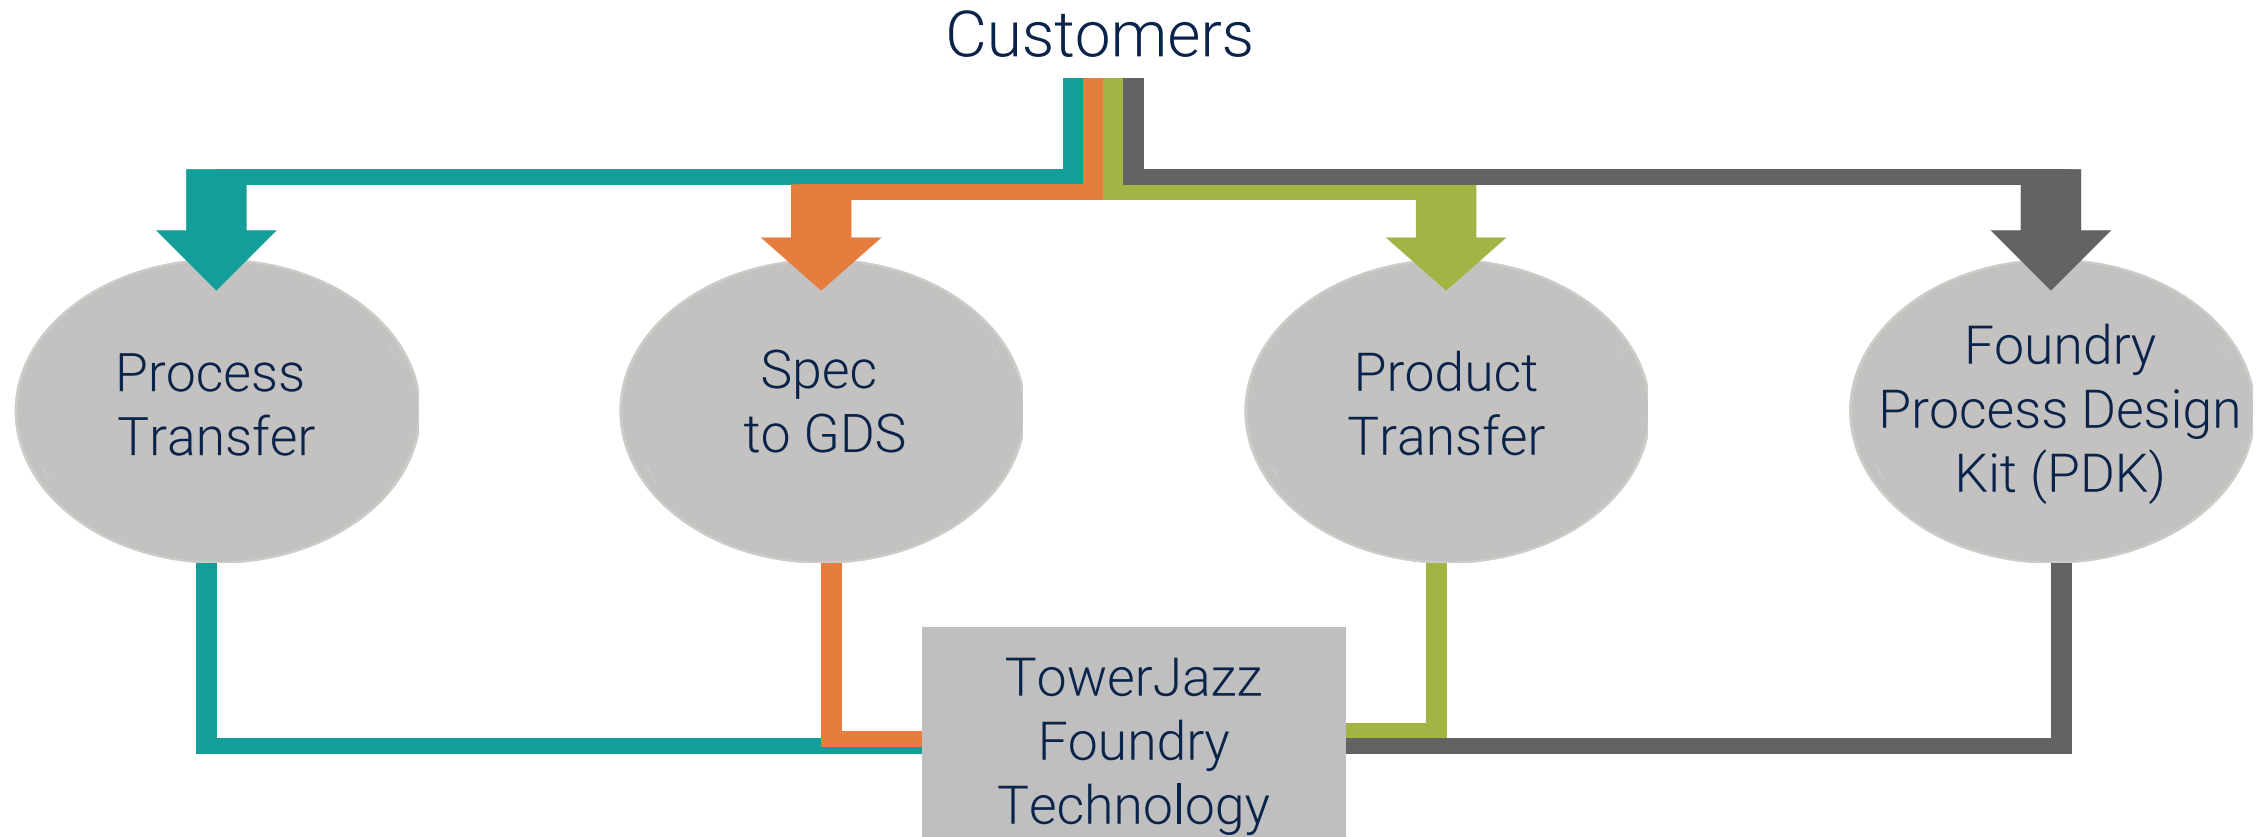 Customers
Process
Transfer
Spec
to GDS
Product
Transfer
Foundry
Process Design
Kit (PDK)
TowerJazz
Foundry
Technology